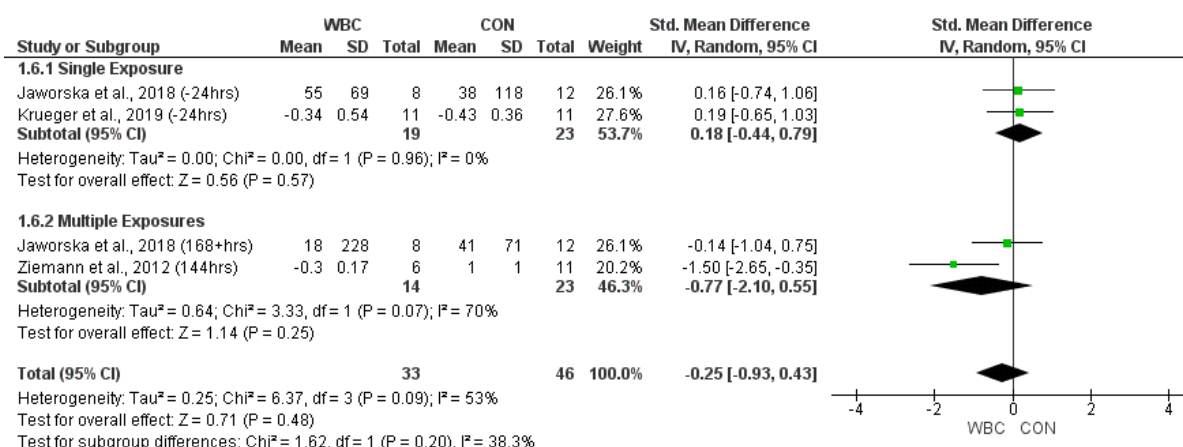 WBC CON Std. Mean Difference Std. Mean Difference
Study or Subgroup Mean SD Total Mean SD Total Weight IV, Random, 95% CI IV, Random, 95% CI
1.6.1 Single Exposure
Jaworska et al., 2018 (-24hrs) 55 69 8 38 118 12 26.1% 0.16 [-0.74, 1.06]
Krueger et al., 2019 (-24hrs) -0.34 0.54 11 -0.43 0.36 11 27.6% 0.19 [-0.65, 1.03]
Subtotal (95% CI) 19 23 53.7% 0.18 [-0.44, 0.79]
Heterogeneity: Tau² = 0.00; Chi² = 0.00, df = 1 (P = 0.96); I² = 0%
Test for overall effect: Z = 0.56 (P = 0.57)
1.6.2 Multiple Exposures
Jaworska et al., 2018 (168+hrs) 18 228 8 41 71 12 26.1% -0.14 [-1.04, 0.75]
Ziemann et al., 2012 (144hrs) -0.3 0.17 6 1 1 11 20.2% -1.50 [-2.65, -0.35]
Subtotal (95% CI) 14 23 46.3% -0.77 [-2.10, 0.55]
Heterogeneity: Tau² = 0.64; Chi² = 3.33, df = 1 (P = 0.07); I² = 70%
Test for overall effect: Z = 1.14 (P = 0.25)
Total (95% CI) 33 46 100.0% -0.25 [-0.93, 0.43]
Heterogeneity: Tau² = 0.25; Chi² = 6.37, df = 3 (P = 0.09); I² = 53%
Test for overall effect: Z = 0.71 (P = 0.48)
Test for subgroup differences: Chi² = 1.62, df = 1 (P = 0.20), I² = 38.3%
-4 -2 0 2 4
WBC CON